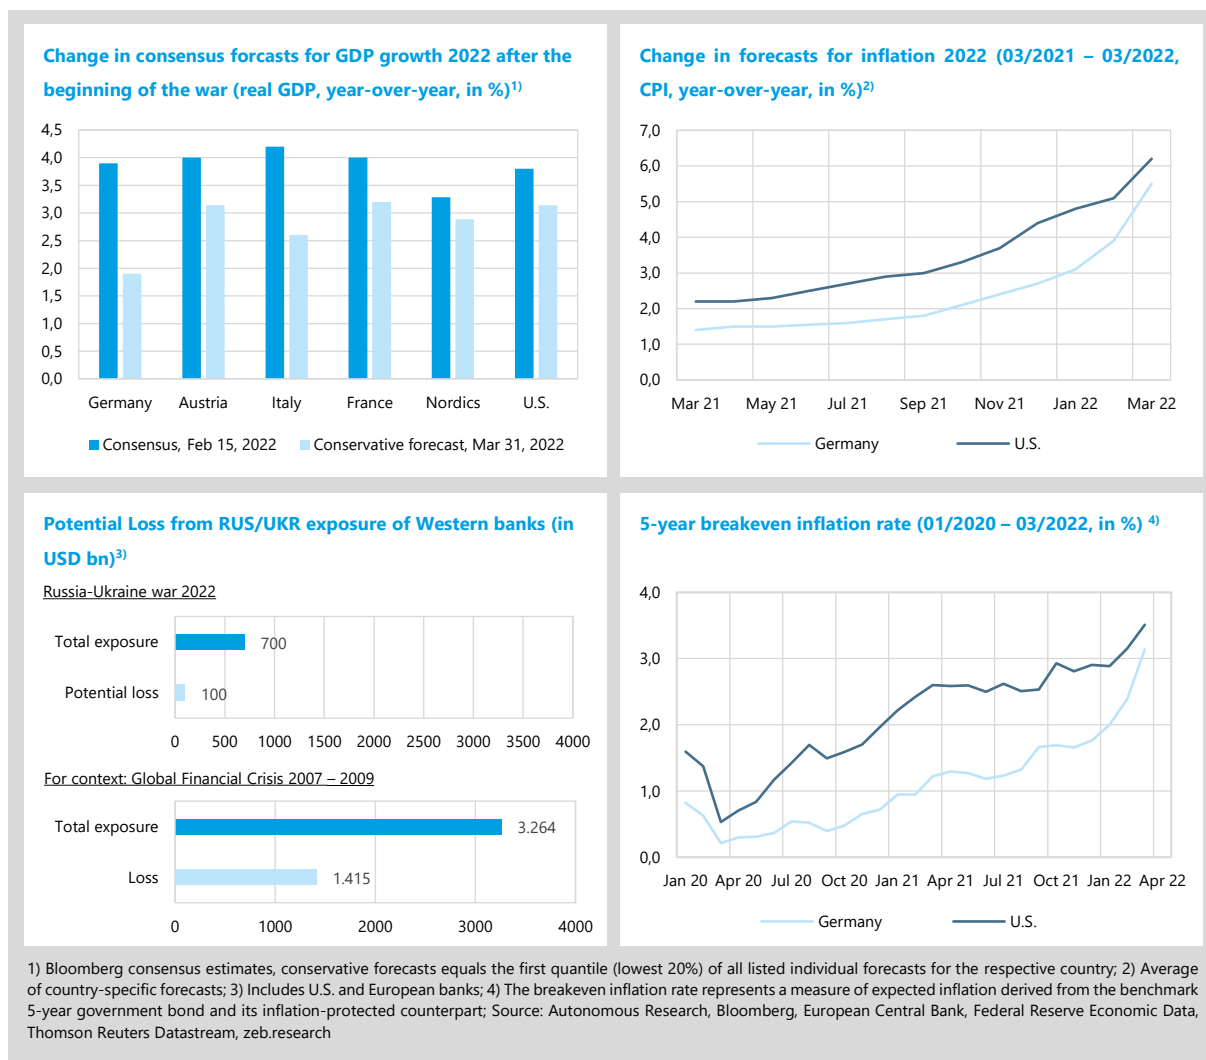 Change in consensus forcasts for GDP growth 2022 after the
beginning of the war (real GDP, year-over-year, in %)1)
4,5
4,0
3,5
3,0
2,5
2,0
1,5
1,0
0,5
0,0
Germany Austria Italy France Nordics U.S.
Consensus, Feb 15, 2022 Conservative forecast, Mar 31, 2022
Change in forecasts for inflation 2022 (03/2021 – 03/2022,
CPI, year-over-year, in %)2)
7,0
6,0
5,0
4,0
3,0
2,0
1,0
0,0
Mar 21 May 21 Jul 21 Sep 21 Nov 21 Jan 22 Mar 22
Germany U.S.
Potential Loss from RUS/UKR exposure of Western banks (in
USD bn)3)
Russia-Ukraine war 2022
Total exposure 700
Potential loss 100
0 500 1000 1500 2000 2500 3000 3500 4000
For context: Global Financial Crisis 2007 – 2009
Total exposure 3.264
Loss 1.415
0 1000 2000 3000 4000
5-year breakeven inflation rate (01/2020 – 03/2022, in %) 4)
4,0
3,0
2,0
1,0
0,0
Jan 20 Apr 20 Jul 20 Oct 20 Jan 21 Apr 21 Jul 21 Oct 21 Jan 22 Apr 22
Germany U.S.
1) Bloomberg consensus estimates, conservative forecasts equals the first quantile (lowest 20%) of all listed individual forecasts for the respective country; 2) Average
of country-specific forecasts; 3) Includes U.S. and European banks; 4) The breakeven inflation rate represents a measure of expected inflation derived from the benchmark
5-year government bond and its inflation-protected counterpart; Source: Autonomous Research, Bloomberg, European Central Bank, Federal Reserve Economic Data,
Thomson Reuters Datastream, zeb.research